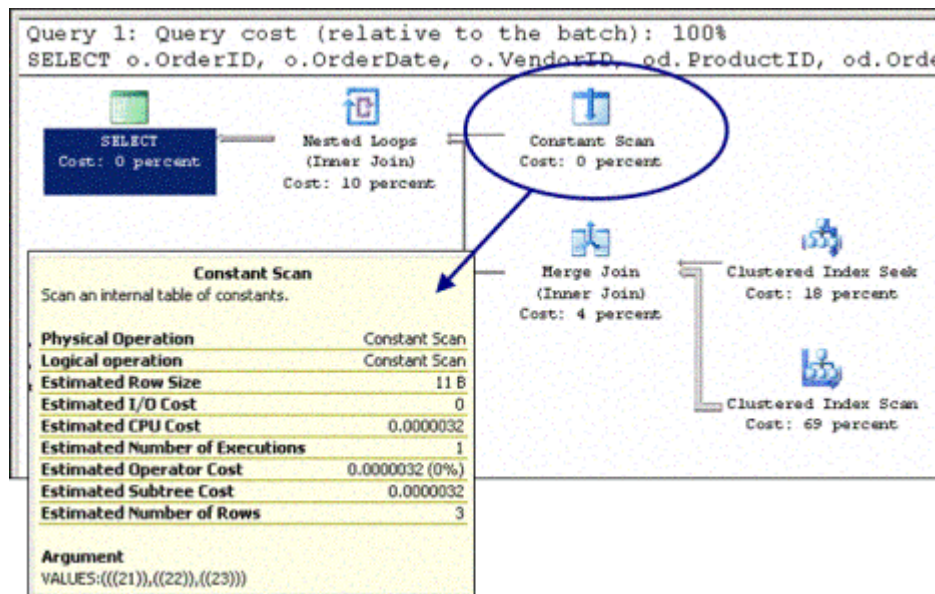 Query 1: Query cost (relative to the batch): 100%
SELECT o.OrderID, o.OrderDate, o.VendorID, od.ProductID, od.Orde
SELECT
Cost: 0 percent
Nested Loops
(Inner Join)
Cost: 10 percent
Constant Scan
Cost: 0 percent
Merge Join
(Inner Join)
Cost: 4 percent
Clustered Index Seek
Cost: 18 percent
Clustered Index Scan
Cost: 69 percent
Constant Scan
Scan an internal table of constants.
Physical Operation Constant Scan
Logical operation Constant Scan
Estimated Row Size 11 B
Estimated I/O Cost 0
Estimated CPU Cost 0.0000032
Estimated Number of Executions 1
Estimated Operator Cost 0.0000032 (0%)
Estimated Subtree Cost 0.0000032
Estimated Number of Rows 3
Argument
VALUES:(((21)),((22)),((23)))